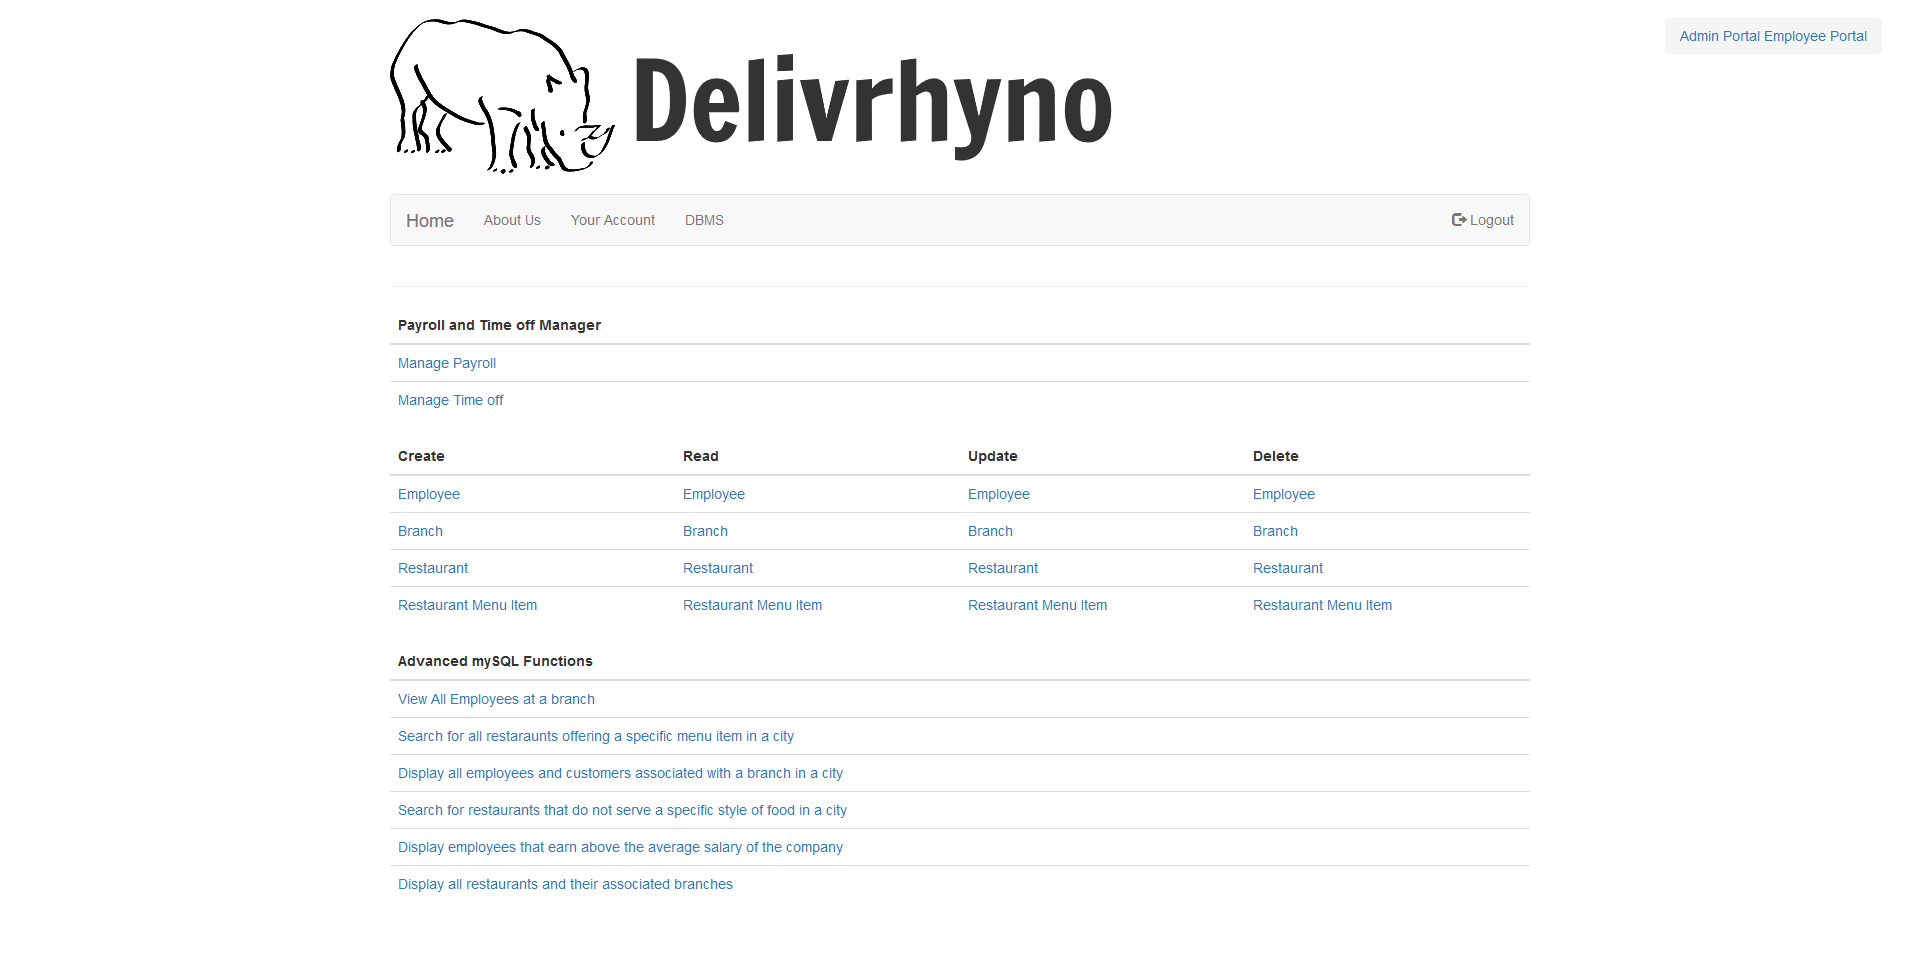 Admin Portal Employee Portal
Delivrhyno
Home About Us Your Account DBMS Logout
Payroll and Time off Manager
Manage Payroll
Manage Time off
Create Read Update Delete
Employee Employee Employee Employee
Branch Branch Branch Branch
Restaurant Restaurant Restaurant Restaurant
Restaurant Menu Item Restaurant Menu Item Restaurant Menu Item Restaurant Menu Item
Advanced mySQL Functions
View All Employees at a branch
Search for all restaraunts offering a specific menu item in a city
Display all employees and customers associated with a branch in a city
Search for restaurants that do not serve a specific style of food in a city
Display employees that earn above the average salary of the company
Display all restaurants and their associated branches